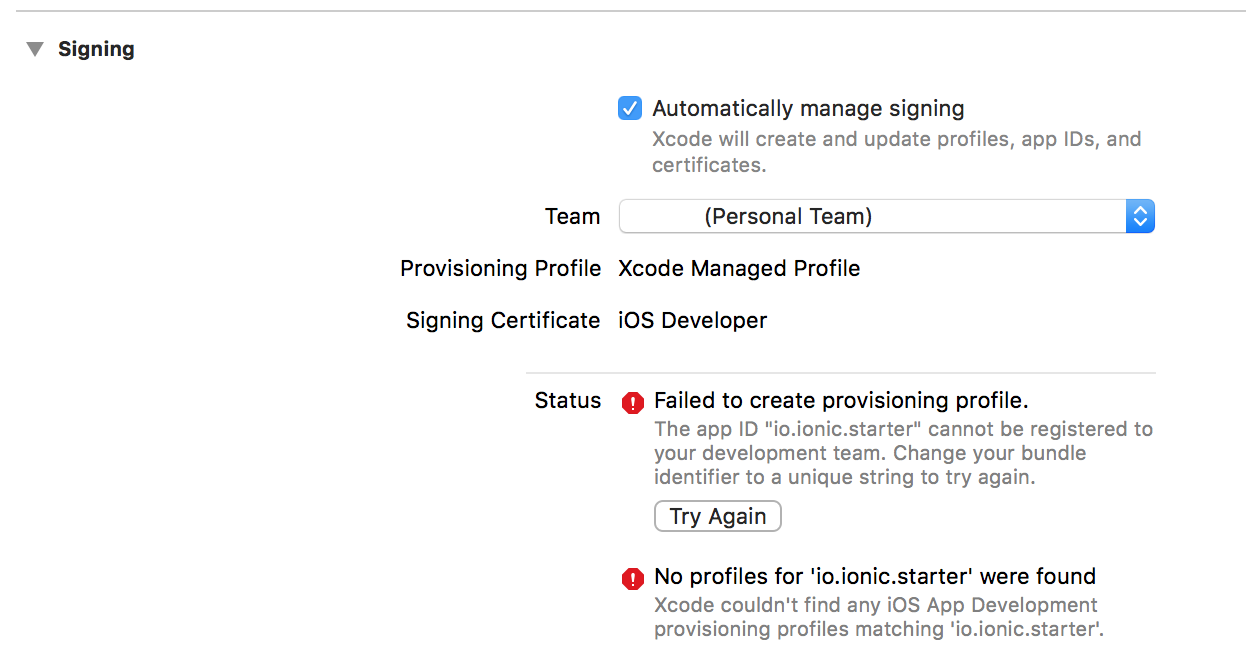 Signing
Automatically manage signing
Xcode will create and update profiles, app IDs, and
certificates.
Team (Personal Team)
Provisioning Profile Xcode Managed Profile
Signing Certificate iOS Developer
Status Failed to create provisioning profile.
The app ID "io.ionic.starter" cannot be registered to
your development team. Change your bundle
identifier to a unique string to try again.
Try Again
No profiles for 'io.ionic.starter' were found
Xcode couldn't find any iOS App Development
provisioning profiles matching 'io.ionic.starter'.